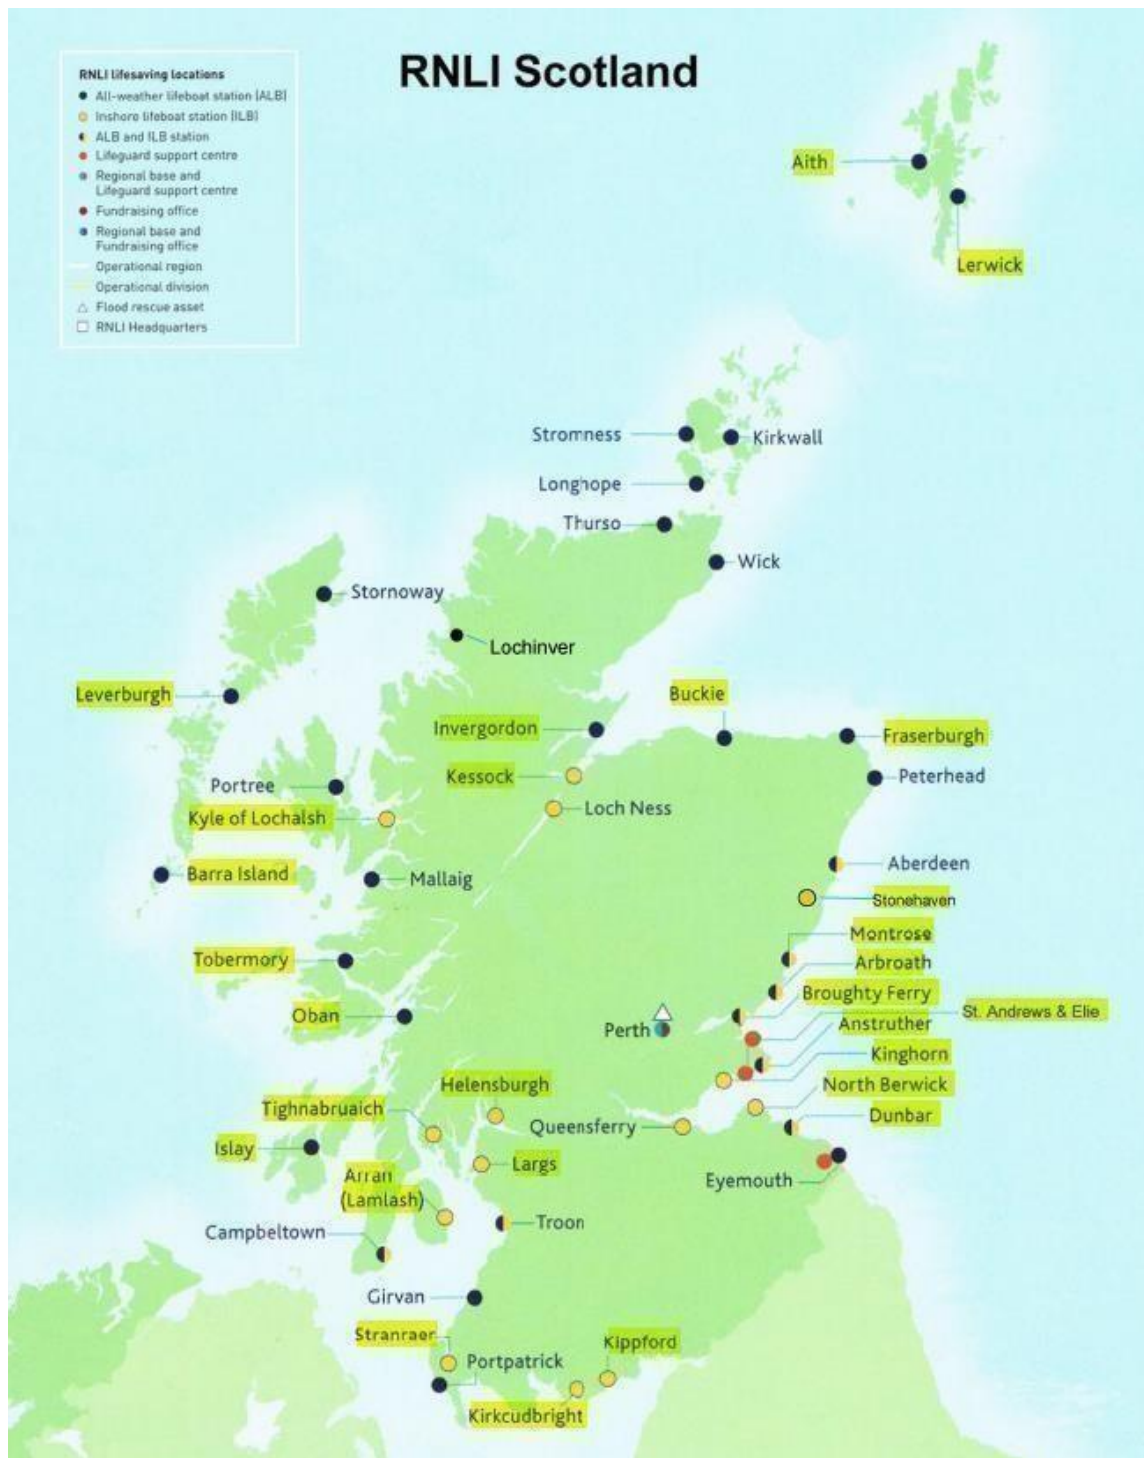 RNLI Scotland
RNLI lifesaving locations
All-weather lifeboat station (ALB)
Inshore lifeboat station (ILB)
ALB and ILB station
Lifeguard support centre
Regional base and
Lifeguard support centre
Fundraising office
Regional base and
Fundraising office
Operational region
Operational division
Flood rescue asset
RNLI Headquarters
Aith
Lerwick
Stromness
Kirkwall
Longhope
Thurso
Wick
Stornoway
Lochinver
Leverburgh
Buckie
Invergordon
Fraserburgh
Kessock
Peterhead
Portree
Loch Ness
Kyle of Lochalsh
Aberdeen
Barra Island
Mallaig
Stonehaven
Montrose
Tobermory
Arbroath
Broughty Ferry
St. Andrews & Elie
Oban
Anstruther
Perth
Kinghorn
Helensburgh
North Berwick
Tighnabruaich
Dunbar
Queensferry
Islay
Largs
Arran
(Lamlash)
Eyemouth
Troon
Campbeltown
Girvan
Stranraer
Kippford
Portpatrick
Kirkcudbright